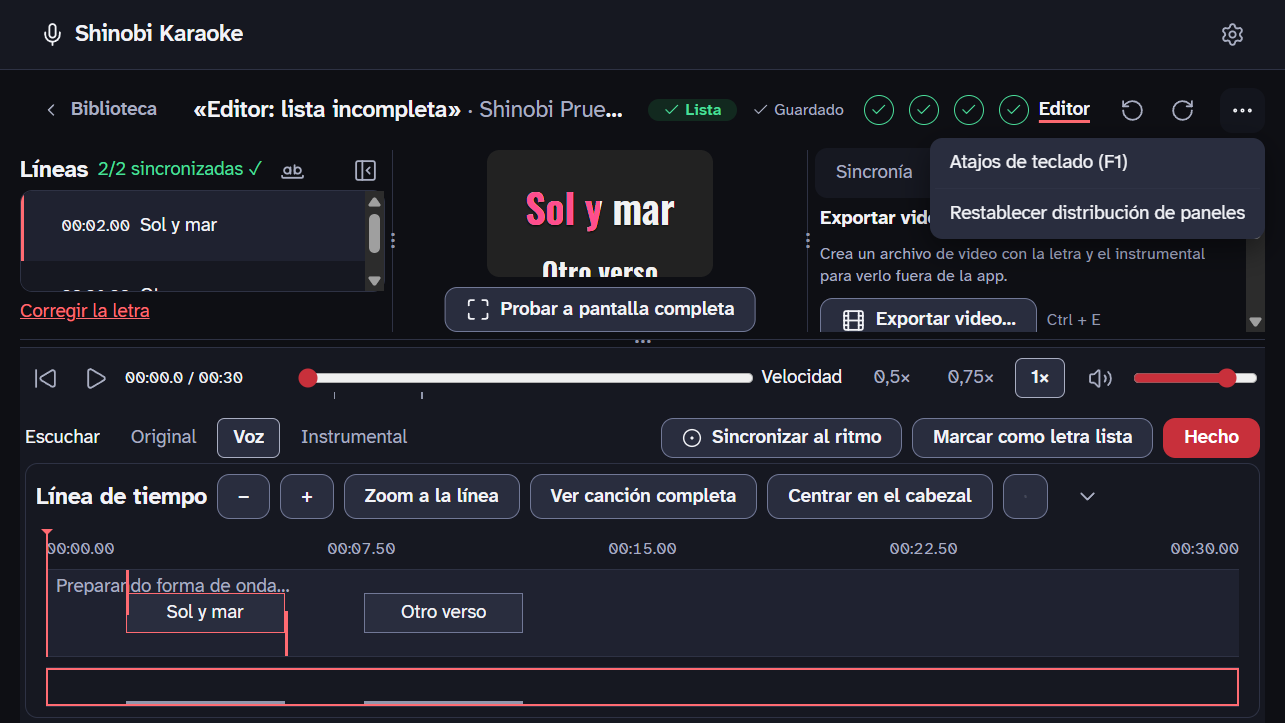 Shinobi Karaoke
Biblioteca
«Editor: lista incompleta» · Shinobi Prue...
Lista
Guardado
Editor
Atajos de teclado (F1)
Restablecer distribución de paneles
Líneas 2/2 sincronizadas ✓ ab
00:02.00 Sol y mar
Corregir la letra
Sol y mar
Otro verso
Probar a pantalla completa
Sincronía
Exportar
Crea un archivo de video con la letra y el instrumental
para verlo fuera de la app.
Exportar video... Ctrl + E
00:00.0 / 00:30
Velocidad 0,5× 0,75× 1×
Escuchar Original Voz Instrumental
Sincronizar al ritmo
Marcar como letra lista
Hecho
Línea de tiempo − + Zoom a la línea Ver canción completa Centrar en el cabezal
00:00.00 00:07.50 00:15.00 00:22.50 00:30.00
Preparando forma de onda...
Sol y mar Otro verso